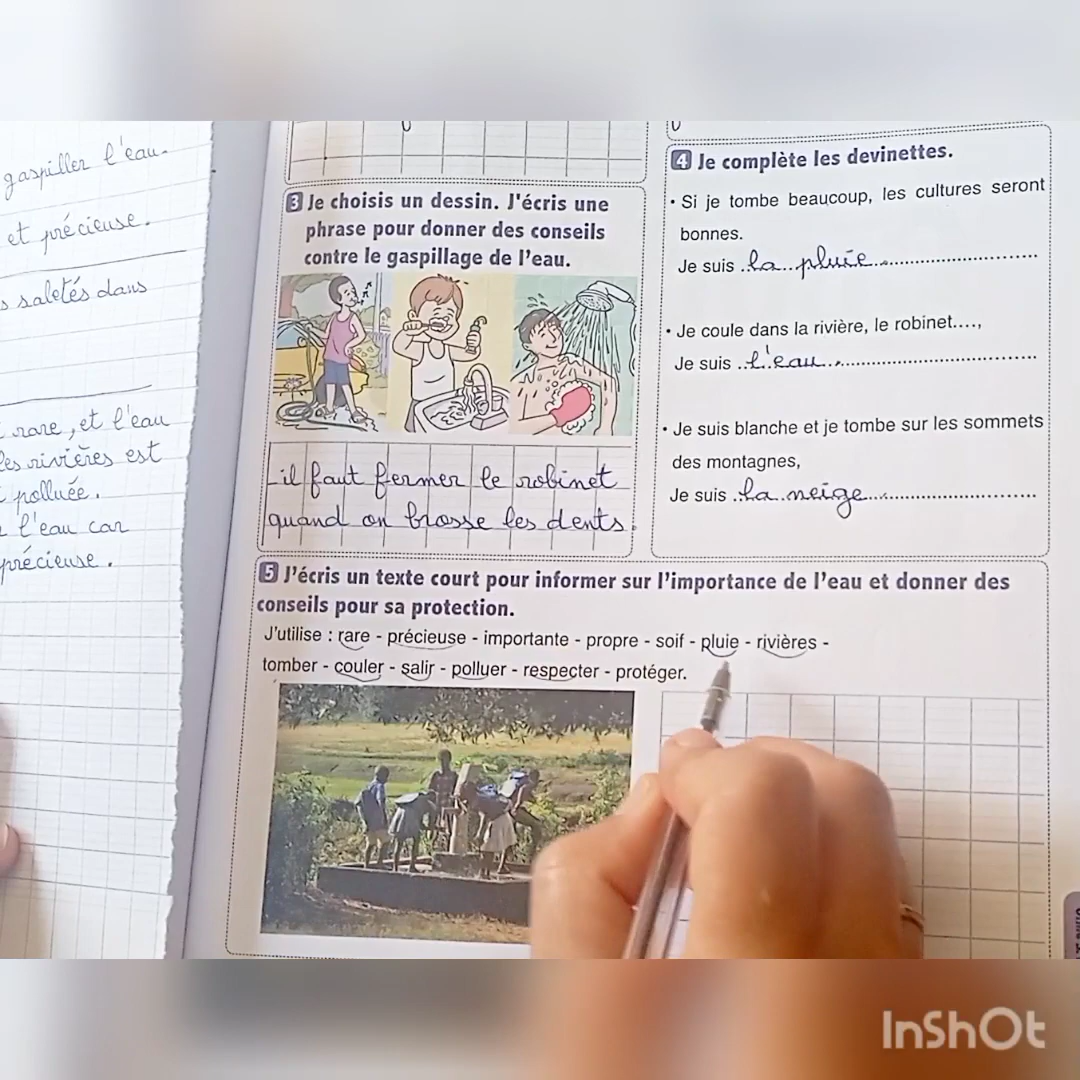 gaspiller l'eau.
et précieuse.
saletés dans
rare, et l'eau
les rivières est
polluée.
l'eau car
précieuse.
3 Je choisis un dessin. J'écris une
phrase pour donner des conseils
contre le gaspillage de l'eau.
il faut fermer le robinet
quand on brosse les dents.
4 Je complète les devinettes.
• Si je tombe beaucoup, les cultures seront
bonnes.
Je suis ..la..pluie...
• Je coule dans la rivière, le robinet....,
Je suis ..l'eau...
• Je suis blanche et je tombe sur les sommets
des montagnes,
Je suis ..la neige...
5 J'écris un texte court pour informer sur l'importance de l'eau et donner des
conseils pour sa protection.
J'utilise : rare - précieuse - importante - propre - soif - pluie - rivières -
tomber - couler - salir - polluer - respecter - protéger.
InShOt